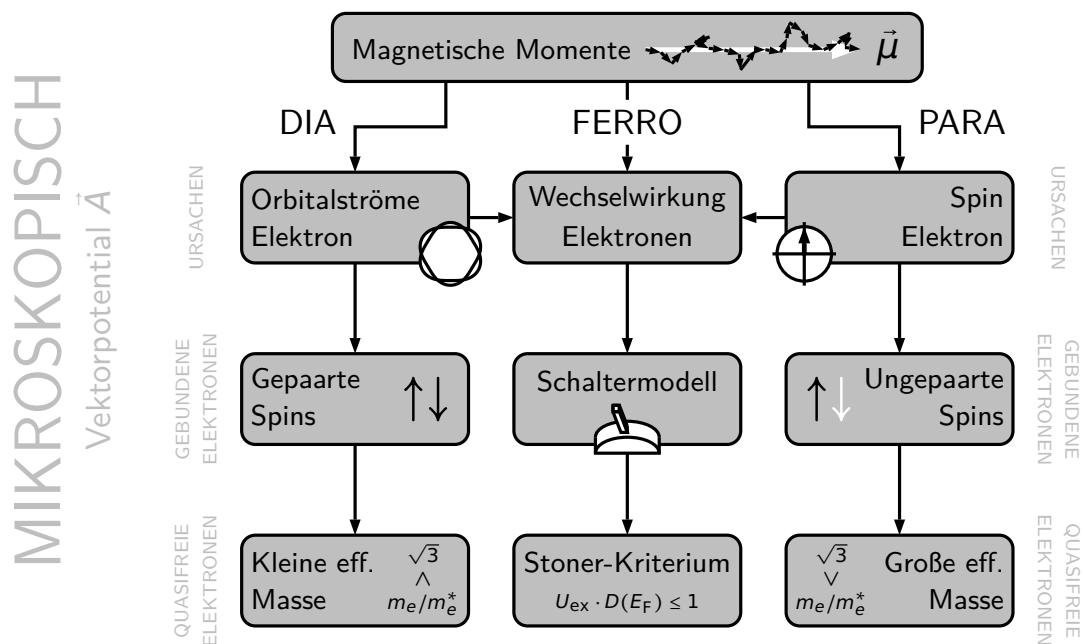 MIKROSKOPISCH
Vektorpotential A⃗
Magnetische Momente μ⃗
DIA FERRO PARA
URSACHEN
Orbitalströme
Elektron
Wechselwirkung
Elektronen
Spin
Elektron
URSACHEN
GEBUNDENE
ELEKTRONEN
Gepaarte
Spins
Schaltermodell
Ungepaarte
Spins
GEBUNDENE
ELEKTRONEN
QUASIFREIE
ELEKTRONEN
Kleine eff.
Masse
√3
∧
mₑ/mₑ*
Stoner-Kriterium
U_ex · D(E_F) ≤ 1
√3
∨
mₑ/mₑ*
Große eff.
Masse
QUASIFREIE
ELEKTRONEN